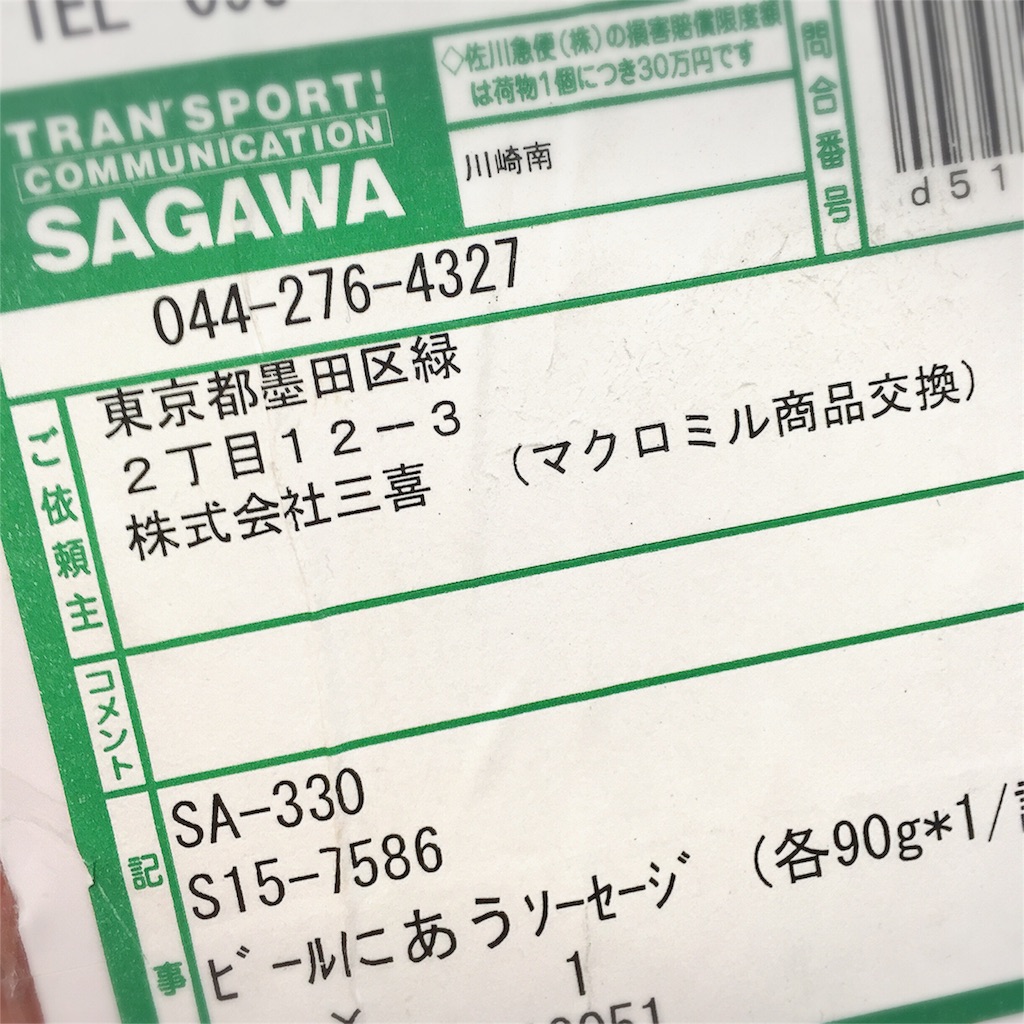 TEL
◇佐川急便(株)の損害賠償限度額
は荷物1個につき30万円です
TRAN'SPORT!
COMMUNICATION
SAGAWA
川崎南
問合番号
d51
044-276-4327
ご依頼主
東京都墨田区緑
2丁目12-3
株式会社三喜 (マクロミル商品交換)
コメント
記事
SA-330
S15-7586
ビールにあうソーセージ (各90g*1/
1